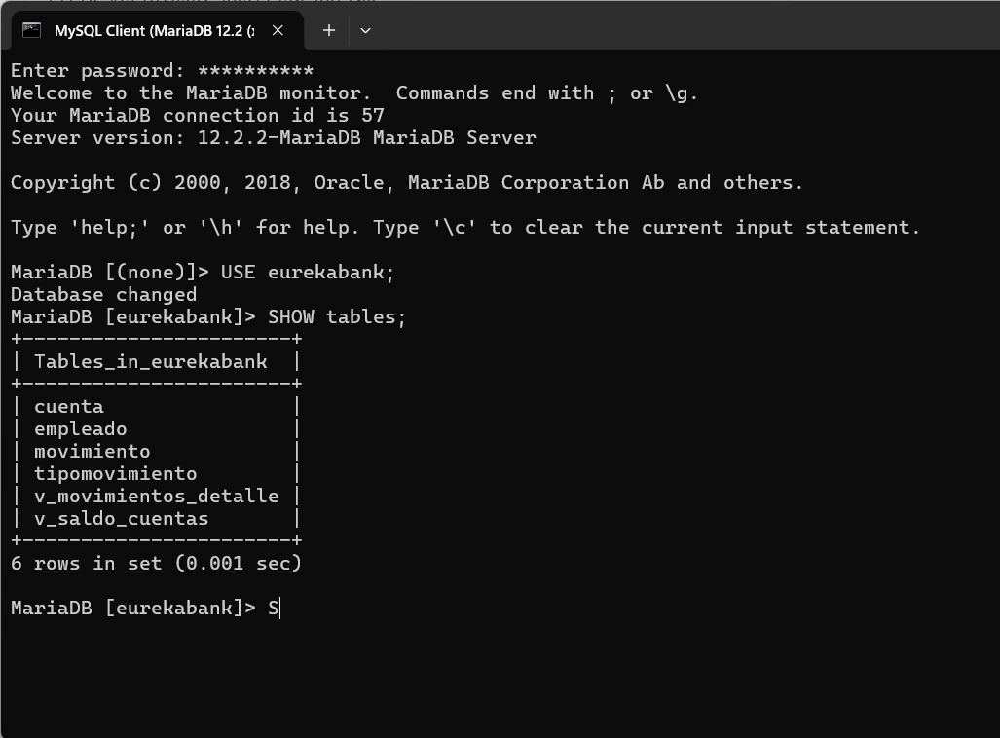 MySQL Client (MariaDB 12.2 (
Enter password: **********
Welcome to the MariaDB monitor.  Commands end with ; or \g.
Your MariaDB connection id is 57
Server version: 12.2.2-MariaDB MariaDB Server
Copyright (c) 2000, 2018, Oracle, MariaDB Corporation Ab and others.
Type 'help;' or '\h' for help. Type '\c' to clear the current input statement.
MariaDB [(none)]> USE eurekabank;
Database changed
MariaDB [eurekabank]> SHOW tables;
+-----------------------+
| Tables_in_eurekabank  |
+-----------------------+
| cuenta                |
| empleado              |
| movimiento            |
| tipomovimiento        |
| v_movimientos_detalle |
| v_saldo_cuentas       |
+-----------------------+
6 rows in set (0.001 sec)
MariaDB [eurekabank]> S